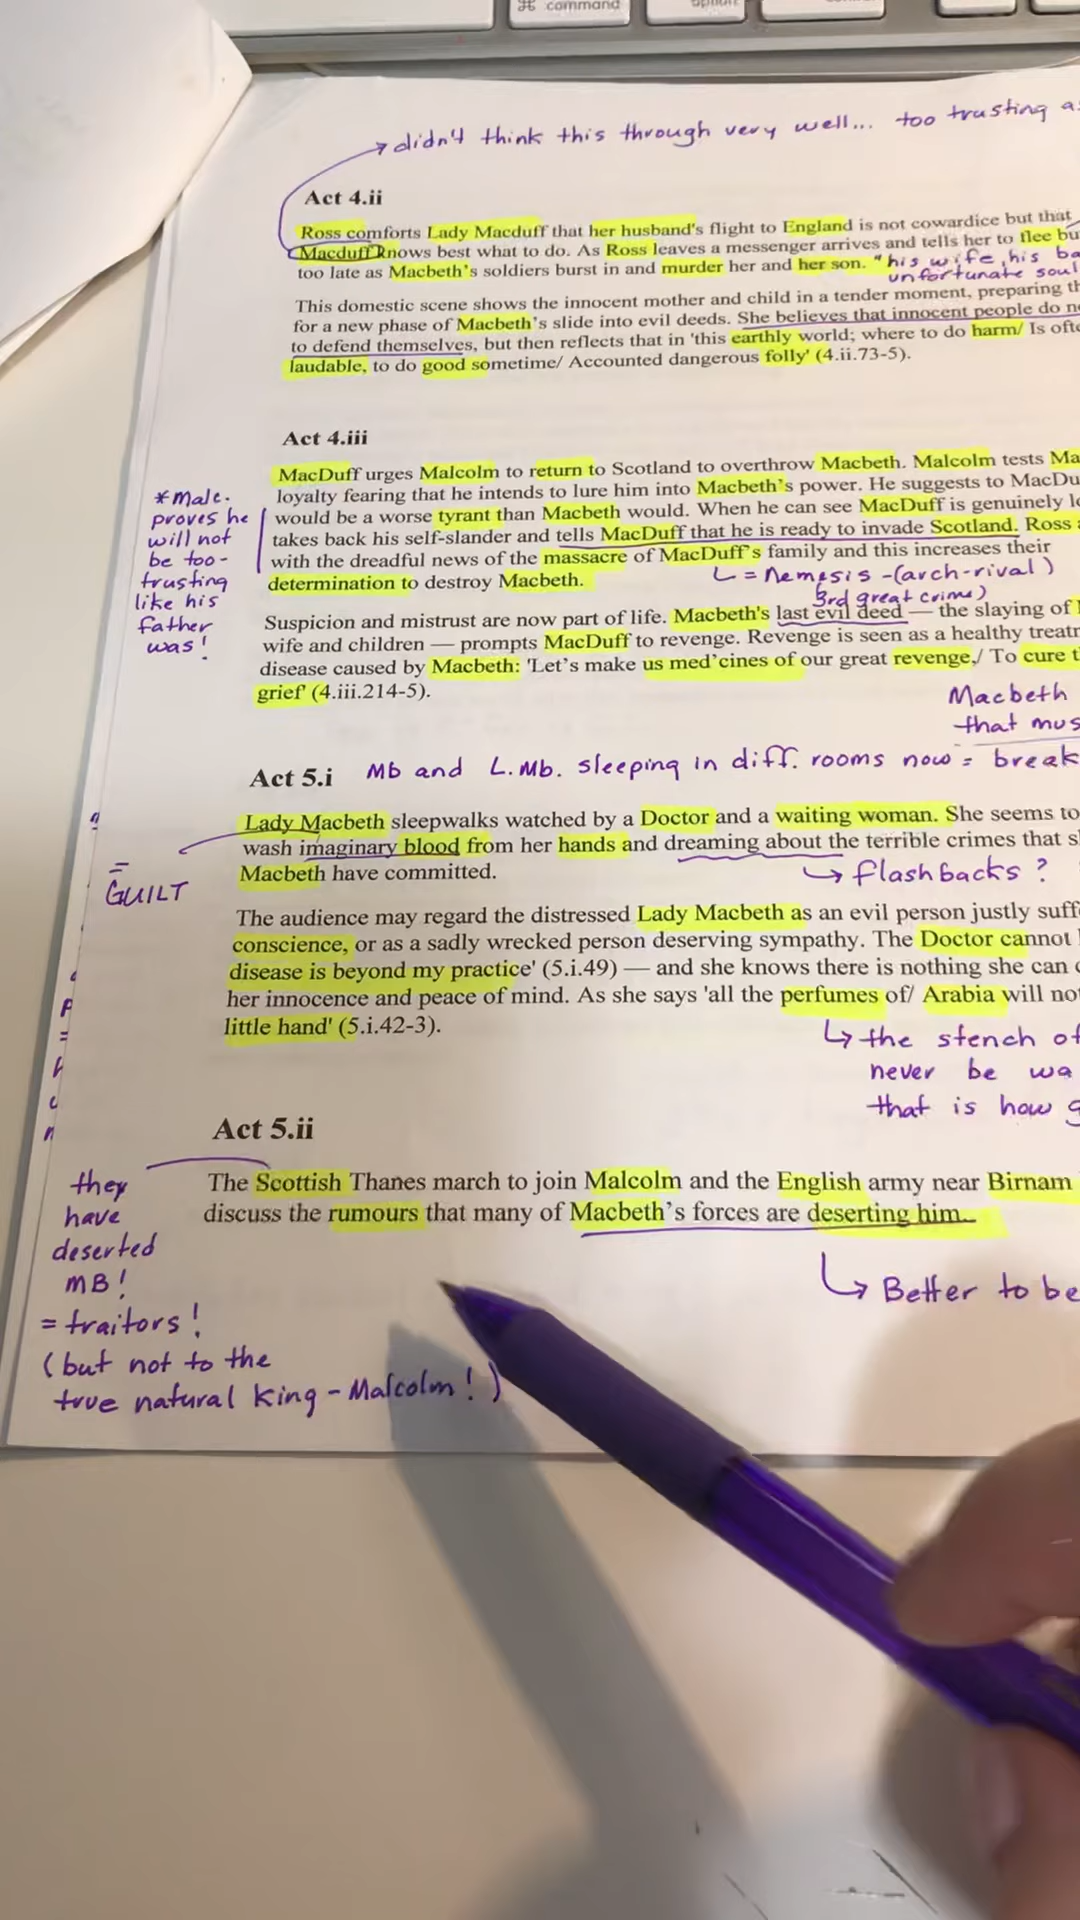 ⌘ command
option
didn't think this through very well... too trusting
Act 4.ii
Ross comforts Lady Macduff that her husband's flight to England is not cowardice but that
Macduff knows best what to do. As Ross leaves a messenger arrives and tells her to flee
too late as Macbeth's soldiers burst in and murder her and her son. "his wife, his
unfortunate
This domestic scene shows the innocent mother and child in a tender moment, preparing
for a new phase of Macbeth's slide into evil deeds. She believes that innocent people do
to defend themselves, but then reflects that in 'this earthly world; where to do harm/ Is
laudable, to do good sometime/ Accounted dangerous folly' (4.ii.73-5).
Act 4.iii
MacDuff urges Malcolm to return to Scotland to overthrow Macbeth. Malcolm tests
loyalty fearing that he intends to lure him into Macbeth's power. He suggests to
would be a worse tyrant than Macbeth would. When he can see MacDuff is genuinely
takes back his self-slander and tells MacDuff that he is ready to invade Scotland. Ross
with the dreadful news of the massacre of MacDuff's family and this increases their
determination to destroy Macbeth.
= Nemesis - (arch-rival)
3rd great crime)
*Male.
proves he
will not
be too-
trusting
like his
father
was!
Suspicion and mistrust are now part of life. Macbeth's last evil deed — the slaying of
wife and children — prompts MacDuff to revenge. Revenge is seen as a healthy
disease caused by Macbeth: 'Let's make us med'cines of our great revenge,/ To cure
grief' (4.iii.214-5).
Macbeth
that
Act 5.i
Mb and L.Mb. sleeping in diff. rooms now = break
Lady Macbeth sleepwalks watched by a Doctor and a waiting woman. She seems to
wash imaginary blood from her hands and dreaming about the terrible crimes that
Macbeth have committed.
flashbacks?
= GUILT
The audience may regard the distressed Lady Macbeth as an evil person justly
conscience, or as a sadly wrecked person deserving sympathy. The Doctor cannot
disease is beyond my practice' (5.i.49) — and she knows there is nothing she can
her innocence and peace of mind. As she says 'all the perfumes of/ Arabia will
little hand' (5.i.42-3).
the stench of
never be
that is how
Act 5.ii
The Scottish Thanes march to join Malcolm and the English army near Birnam
discuss the rumours that many of Macbeth's forces are deserting him.
Better to be
they
have
deserted
MB!
= traitors!
(but not to the
true natural king - Malcolm!)